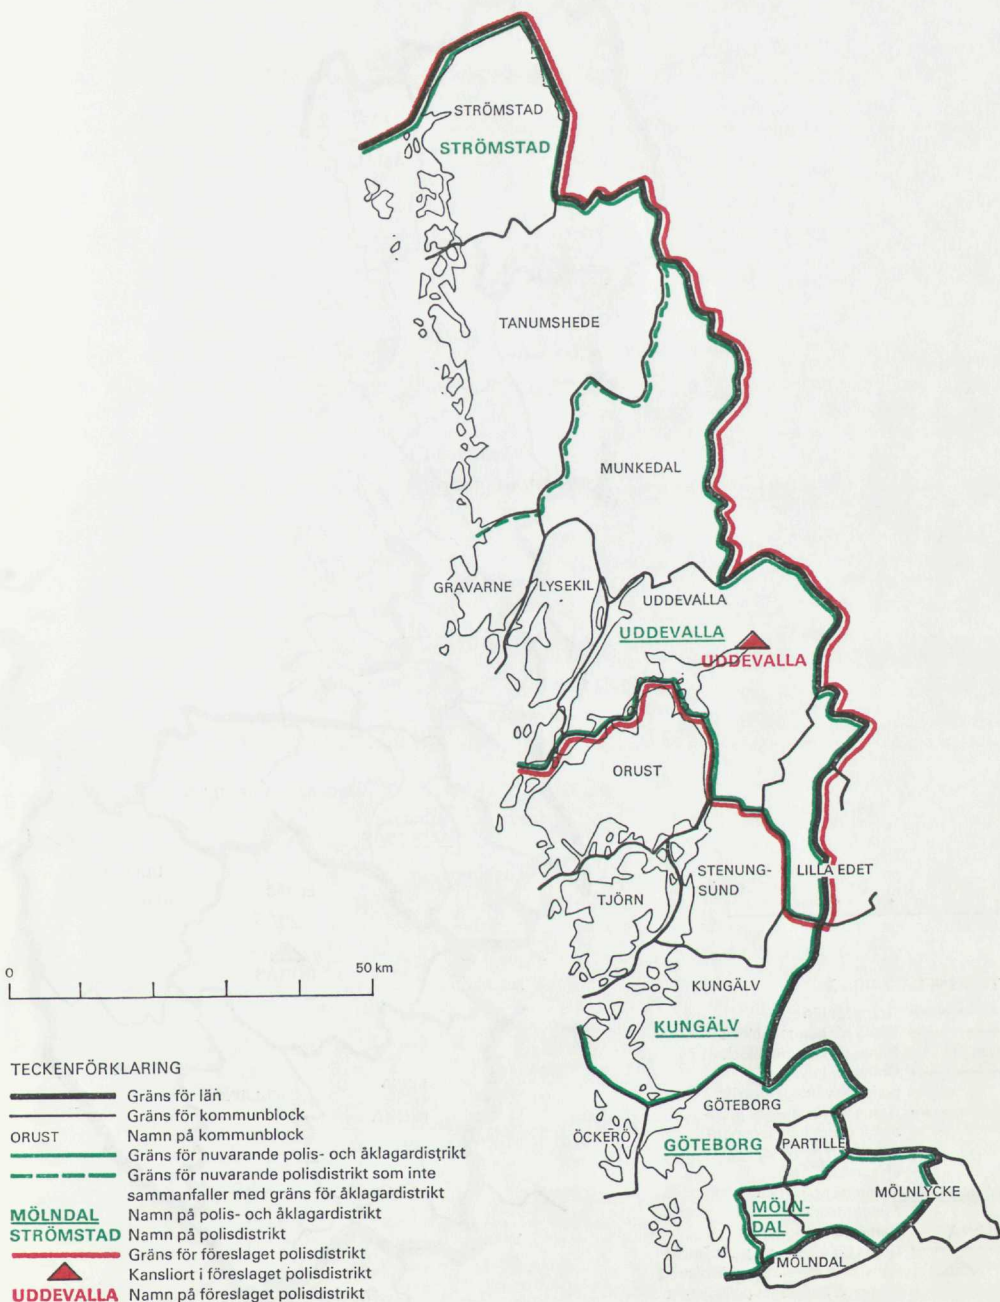 STRÖMSTAD
STRÖMSTAD
TANUMSHEDE
MUNKEDAL
GRAVARNE
LYSEKIL
UDDEVALLA
UDDEVALLA
UDDEVALLA
ORUST
STENUNG-
SUND
LILLA EDET
TJÖRN
0
50 km
KUNGÄLV
KUNGÄLV
GÖTEBORG
ÖCKERÖ
GÖTEBORG
PARTILLE
MÖLNLYCKE
MÖLN-
DAL
MÖLNDAL
TECKENFÖRKLARING
Gräns för län
Gräns för kommunblock
ORUST Namn på kommunblock
Gräns för nuvarande polis- och åklagardistrikt
Gräns för nuvarande polisdistrikt som inte
sammanfaller med gräns för åklagardistrikt
MÖLNDAL Namn på polis- och åklagardistrikt
STRÖMSTAD Namn på polisdistrikt
Gräns för föreslaget polisdistrikt
Kansliort i föreslaget polisdistrikt
UDDEVALLA Namn på föreslaget polisdistrikt